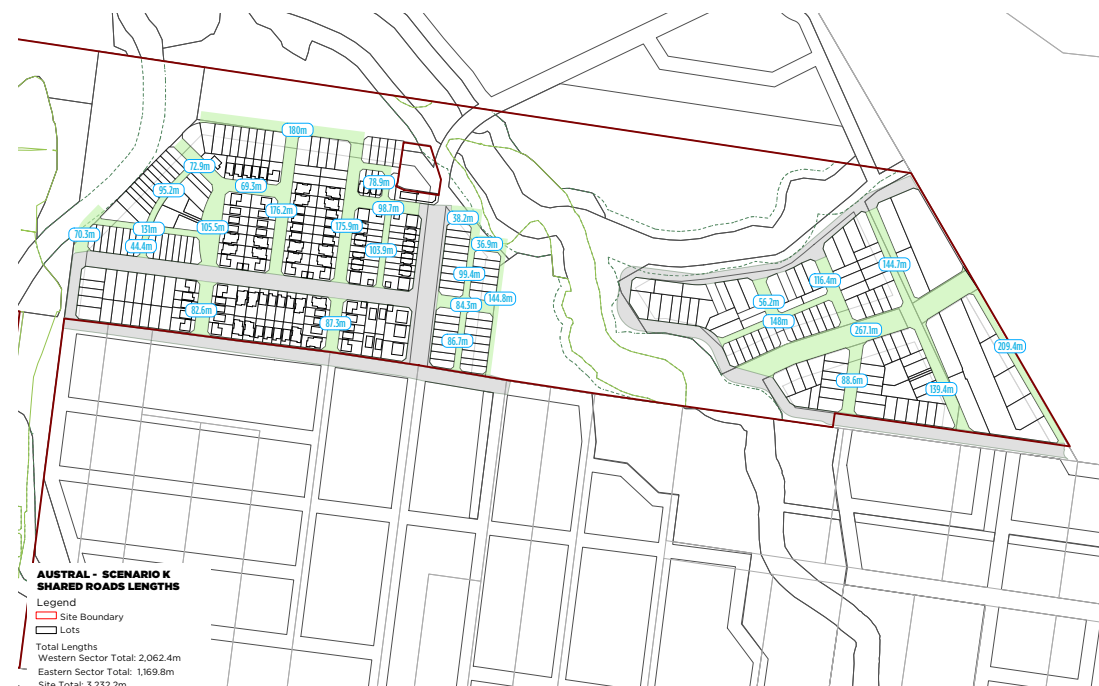 180m
72.9m
69.3m
78.9m
95.2m
176.2m
98.7m
38.2m
70.3m
131m
105.5m
175.9m
36.9m
44.4m
103.9m
99.4m
144.8m
84.3m
82.6m
87.3m
86.7m
144.7m
116.4m
56.2m
148m
267.1m
209.4m
88.6m
139.4m
AUSTRAL - SCENARIO K
SHARED ROADS LENGTHS
Legend
Site Boundary
Lots
Total Lengths
Western Sector Total: 2,062.4m
Eastern Sector Total: 1,169.8m
Site Total: 3,232.2m